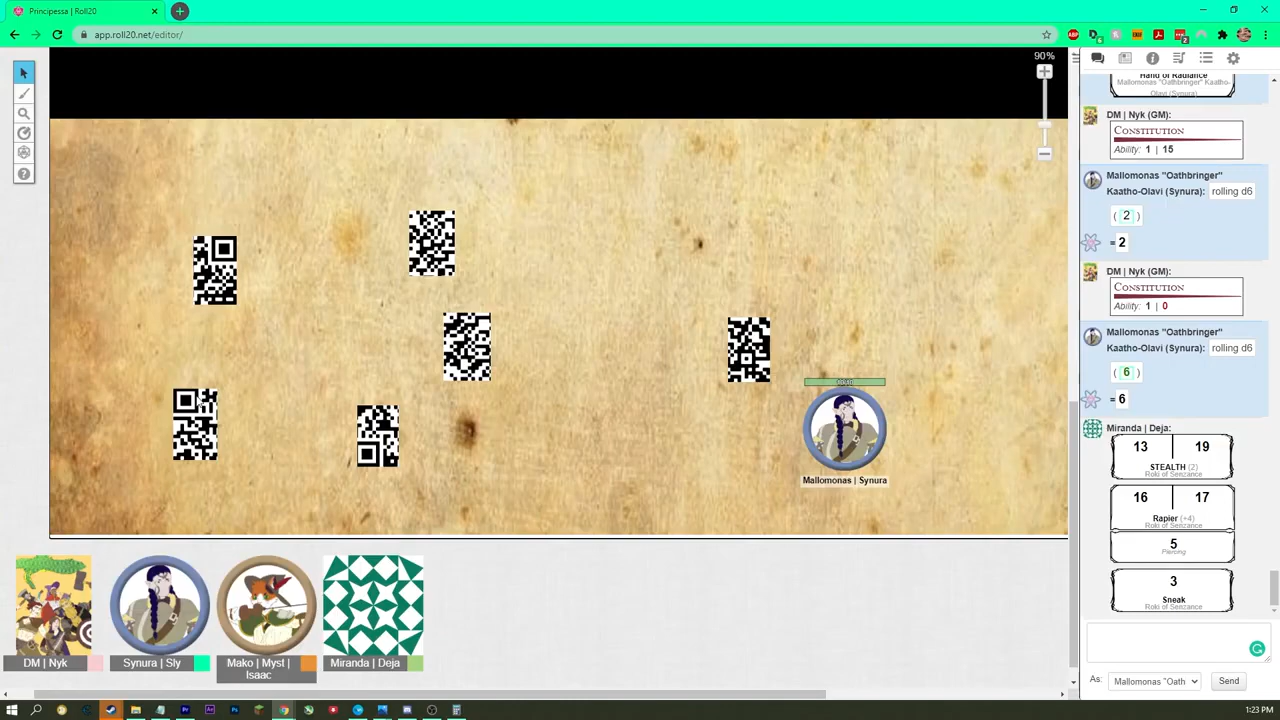 Principessa | Roll20
app.roll20.net/editor/
90%
Hand of Radiance
Mallomonas "Oathbringer" Kaatho-
Olavi (Synura)
DM | Nyk (GM):
CONSTITUTION
Ability: 1 | 15
Mallomonas "Oathbringer"
Kaatho-Olavi (Synura): rolling d6
( 2 )
= 2
DM | Nyk (GM):
CONSTITUTION
Ability: 1 | 0
Mallomonas "Oathbringer"
Kaatho-Olavi (Synura): rolling d6
( 6 )
= 6
Miranda | Deja:
13 19
STEALTH (2)
Roki of Senzance
16 17
Rapier (+4)
Roki of Senzance
5
Piercing
3
Sneak
Roki of Senzance
Mallomonas | Synura
DM | Nyk
Synura | Sly
Mako | Myst |
Isaac
Miranda | Deja
As: Mallomonas "Oath Send
1:23 PM